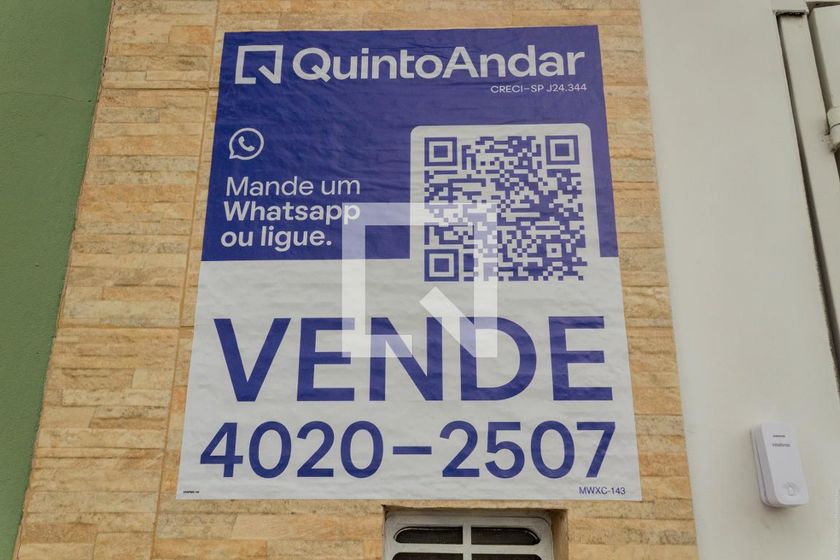 QuintoAndar
CRECI-SP J24.344
Mande um
Whatsapp
ou ligue.
VENDE
4020-2507
MWXC-143